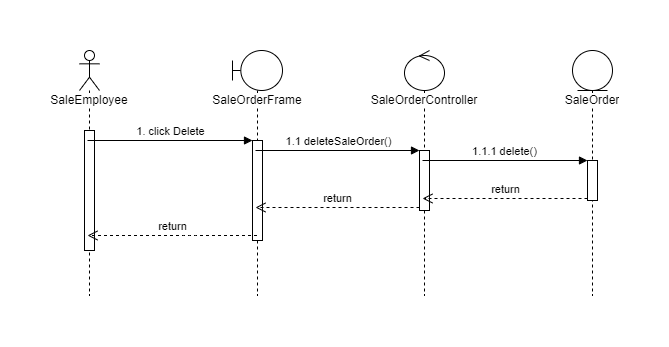 SaleEmployee
SaleOrderFrame
SaleOrderController
SaleOrder
1. click Delete
1.1 deleteSaleOrder()
1.1.1 delete()
return
return
return